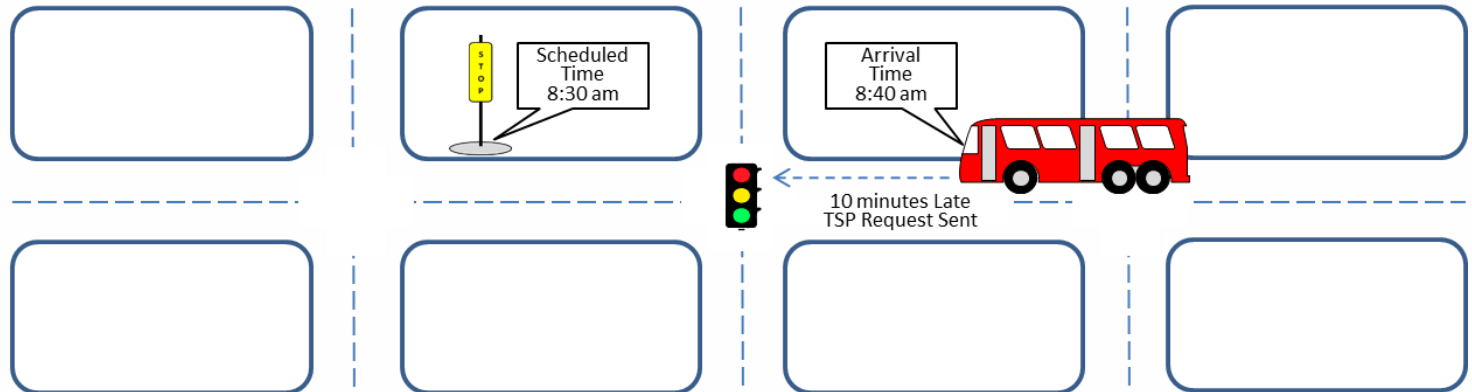 STOP
Scheduled
Time
8:30 am
Arrival
Time
8:40 am
10 minutes Late
TSP Request Sent